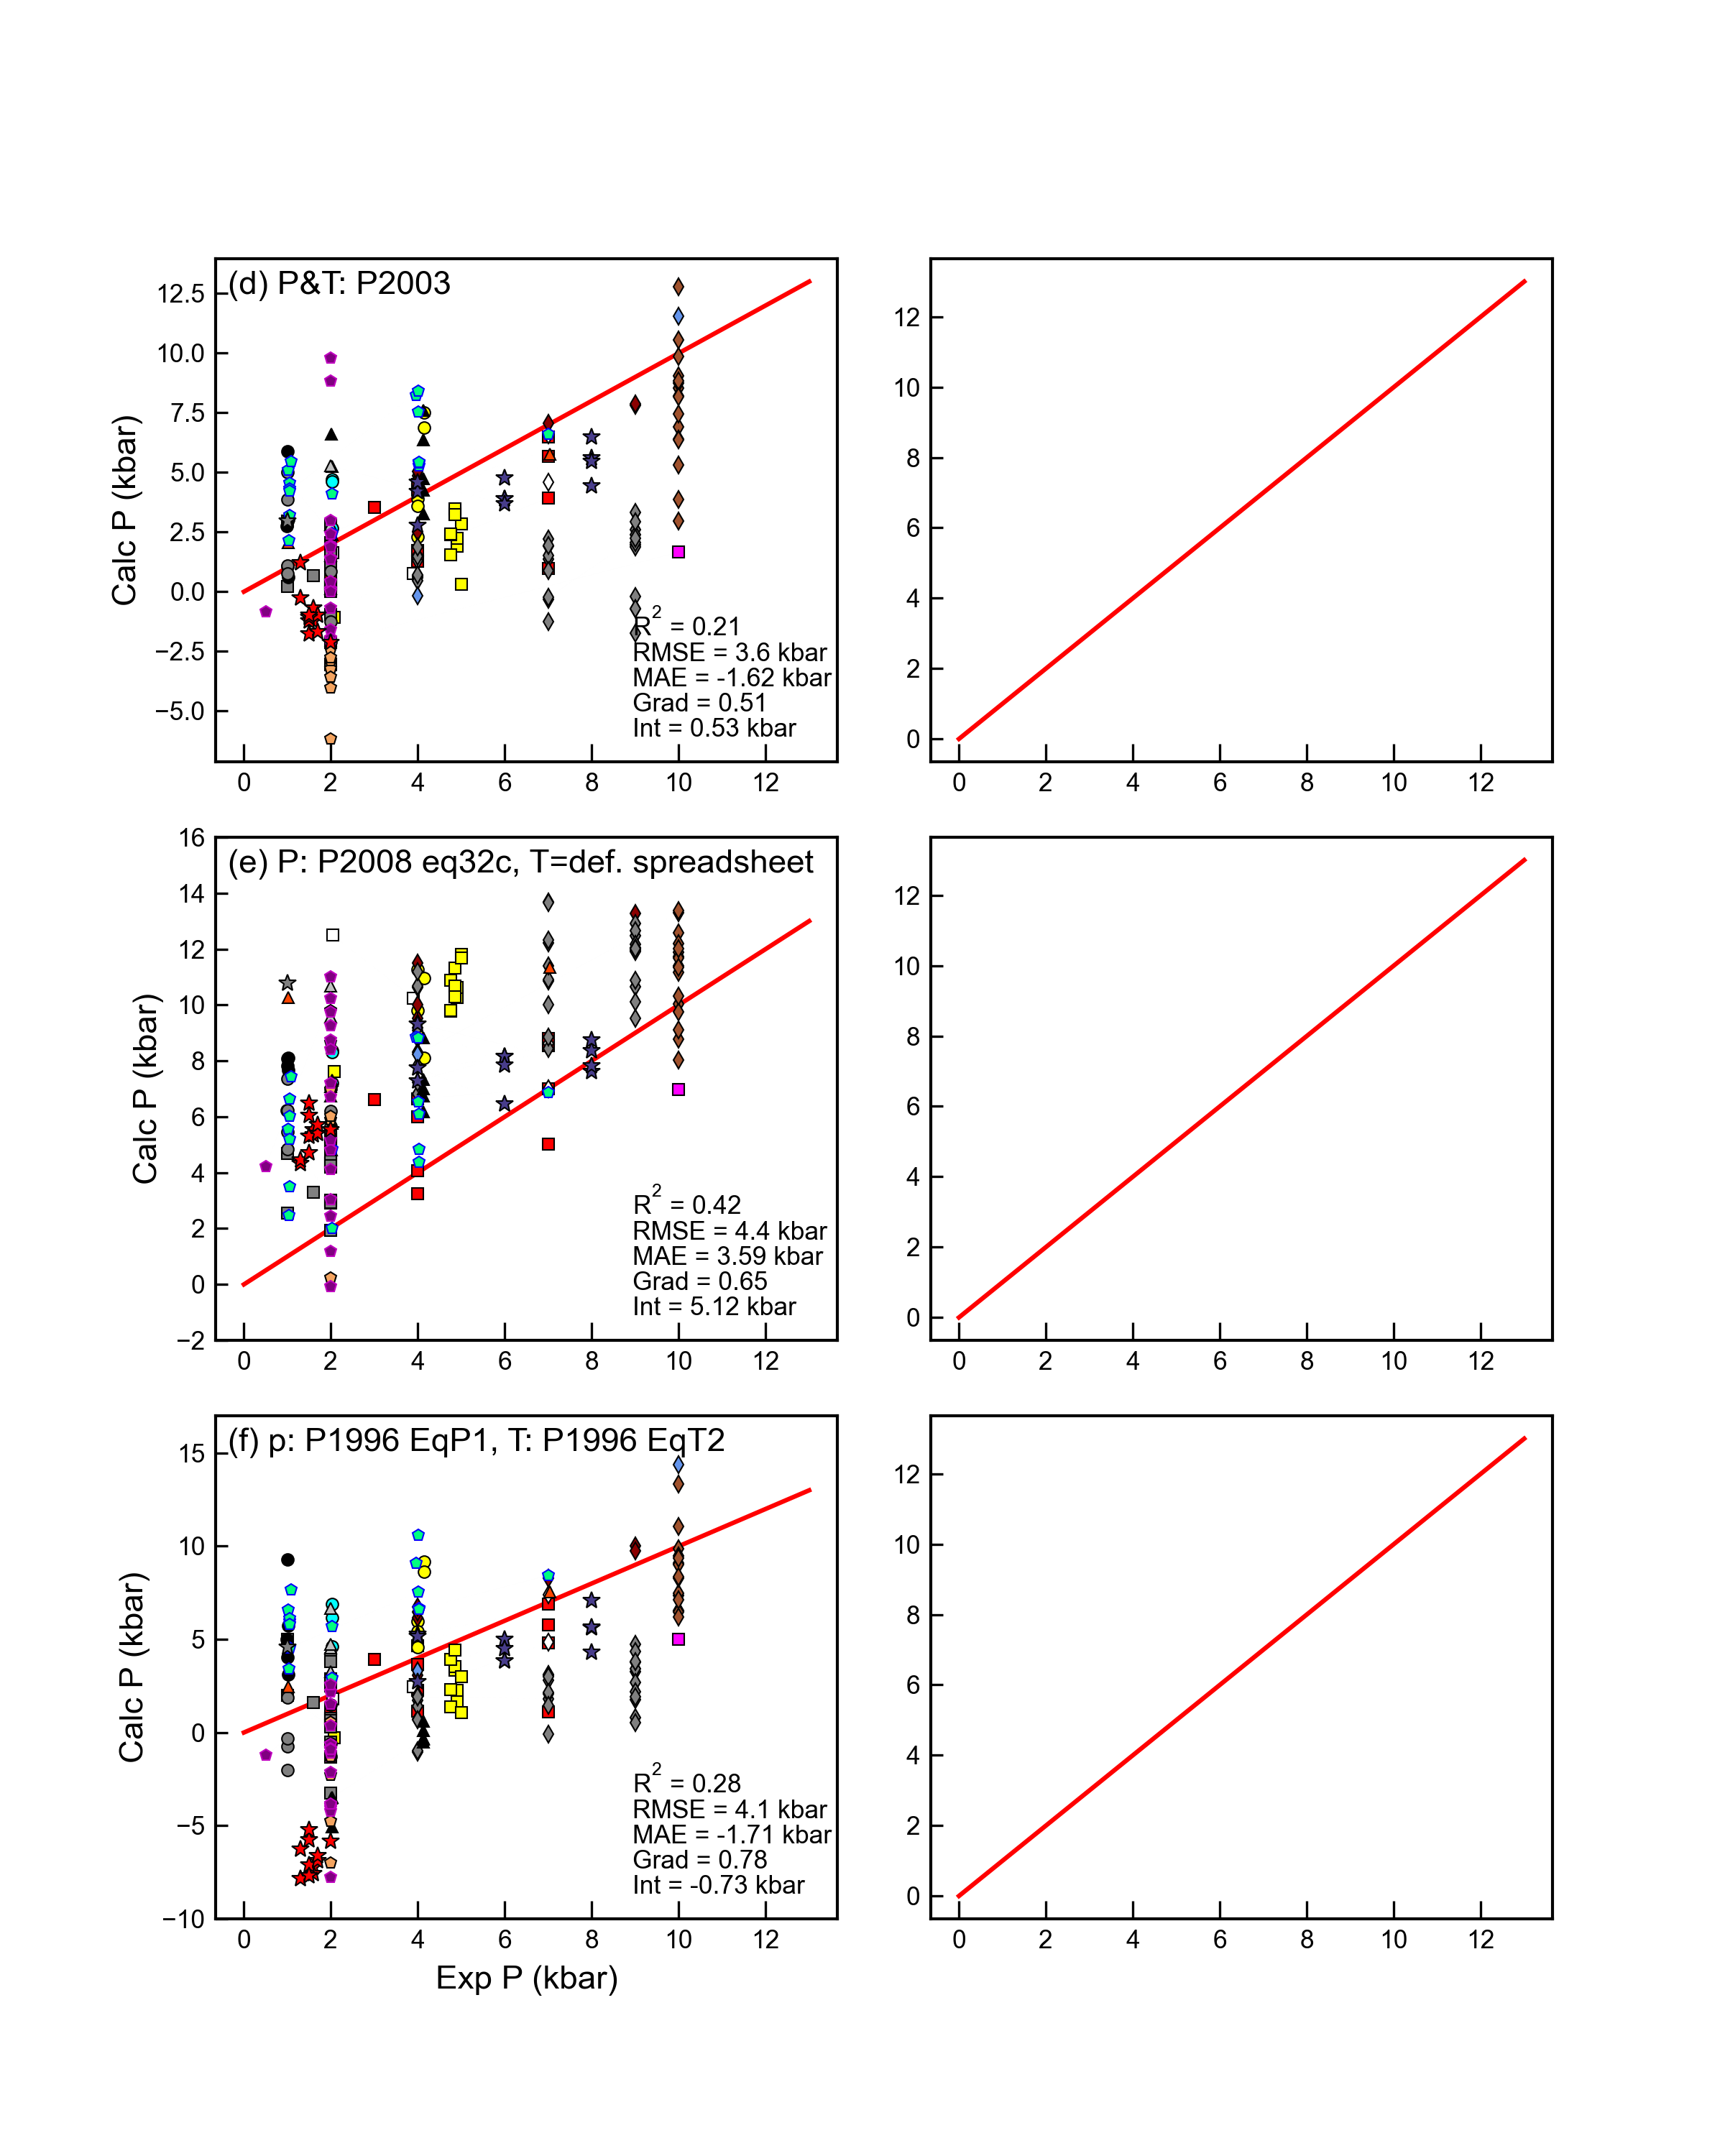 (d) P&T: P2003
12.5
10.0
7.5
5.0
2.5
0.0
−2.5
−5.0
Calc P (kbar)
R² = 0.21
RMSE = 3.6 kbar
MAE = -1.62 kbar
Grad = 0.51
Int = 0.53 kbar
0 2 4 6 8 10 12
12
10
8
6
4
2
0
0 2 4 6 8 10 12
(e) P: P2008 eq32c, T=def. spreadsheet
16
14
12
10
8
6
4
2
0
−2
Calc P (kbar)
R² = 0.42
RMSE = 4.4 kbar
MAE = 3.59 kbar
Grad = 0.65
Int = 5.12 kbar
0 2 4 6 8 10 12
12
10
8
6
4
2
0
0 2 4 6 8 10 12
(f) p: P1996 EqP1, T: P1996 EqT2
15
10
5
0
−5
−10
Calc P (kbar)
R² = 0.28
RMSE = 4.1 kbar
MAE = -1.71 kbar
Grad = 0.78
Int = -0.73 kbar
0 2 4 6 8 10 12
Exp P (kbar)
12
10
8
6
4
2
0
0 2 4 6 8 10 12